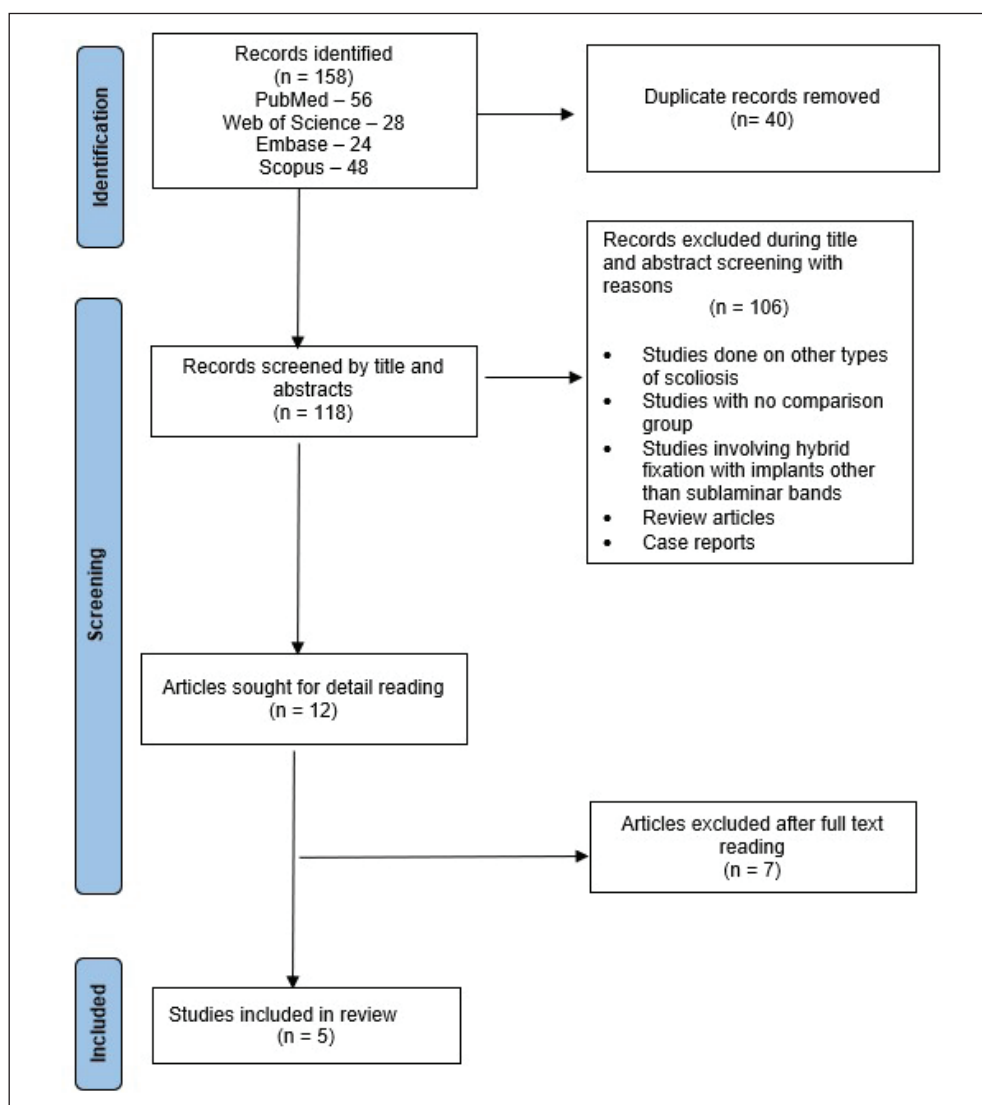 Identification
Records identified
(n = 158)
PubMed – 56
Web of Science – 28
Embase – 24
Scopus – 48
Duplicate records removed
(n= 40)
Screening
Records screened by title and
abstracts
(n = 118)
Records excluded during title
and abstract screening with
reasons
(n = 106)
• Studies done on other types
of scoliosis
• Studies with no comparison
group
• Studies involving hybrid
fixation with implants other
than sublaminar bands
• Review articles
• Case reports
Articles sought for detail reading
(n = 12)
Articles excluded after full text
reading
(n = 7)
Included
Studies included in review
(n = 5)